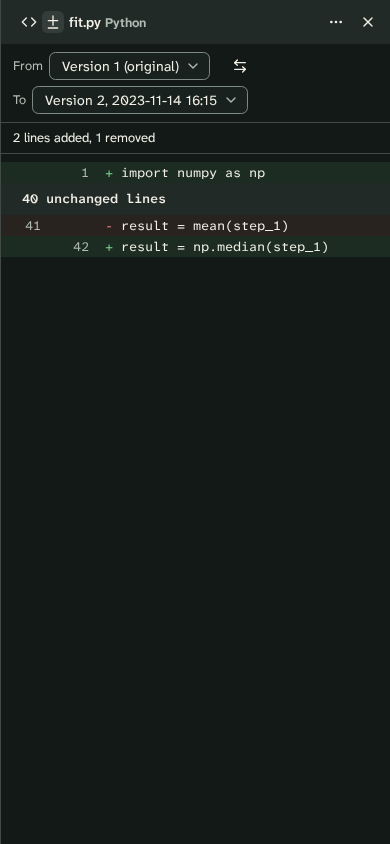 fit.py Python
From Version 1 (original)
To Version 2, 2023-11-14 16:15
2 lines added, 1 removed
1 + import numpy as np
40 unchanged lines
41 - result = mean(step_1)
42 + result = np.median(step_1)